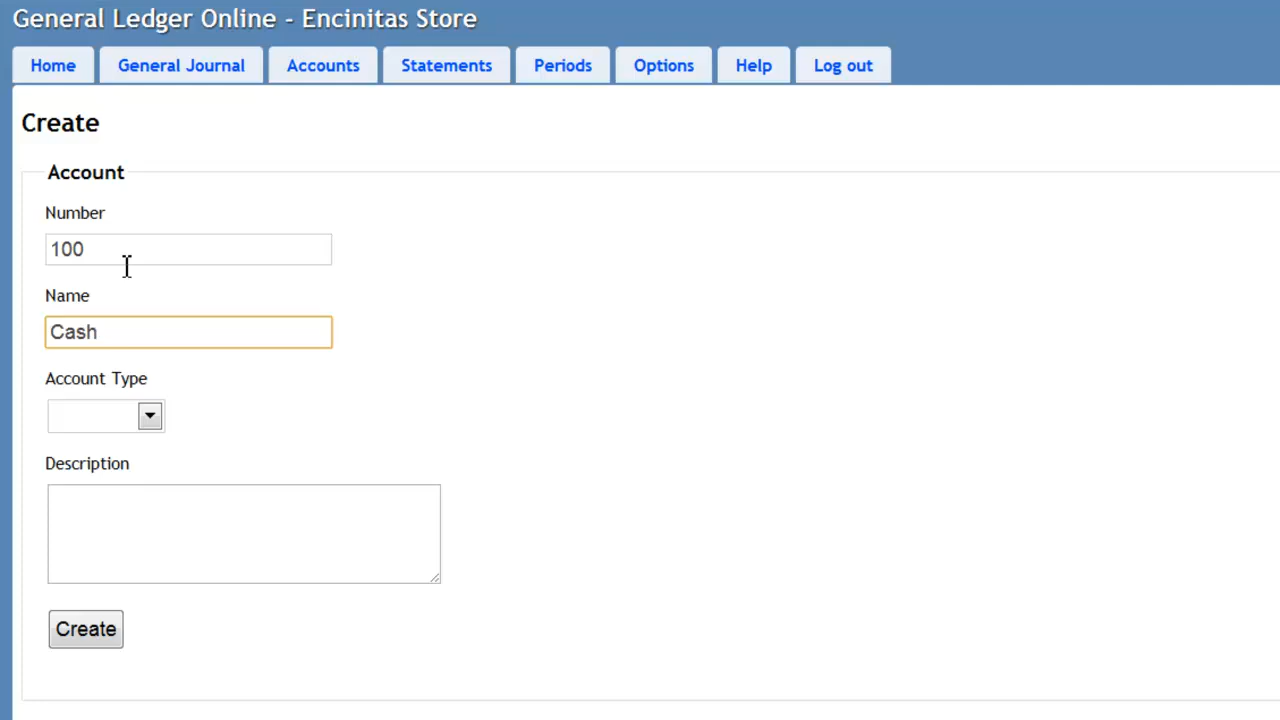 General Ledger Online - Encinitas Store
Home General Journal Accounts Statements Periods Options Help Log out
Create
Account
Number
100
Name
Cash
Account Type
Description
Create